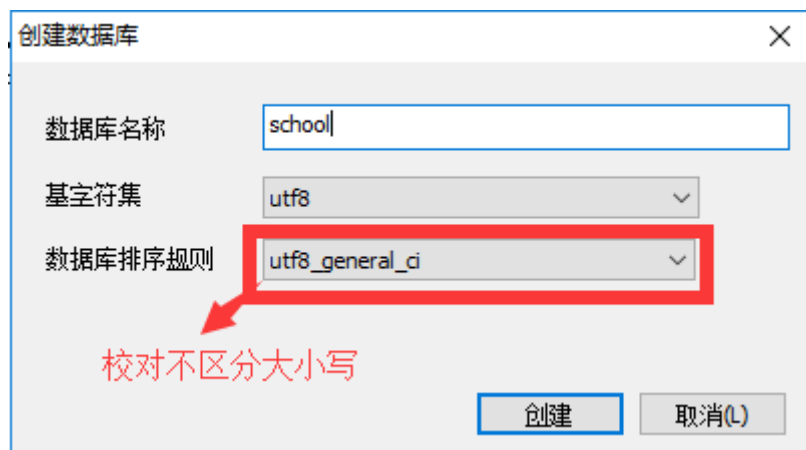 创建数据库
数据库名称 school
基字符集 utf8
数据库排序规则 utf8_general_ci
校对不区分大小写
创建 取消(L)